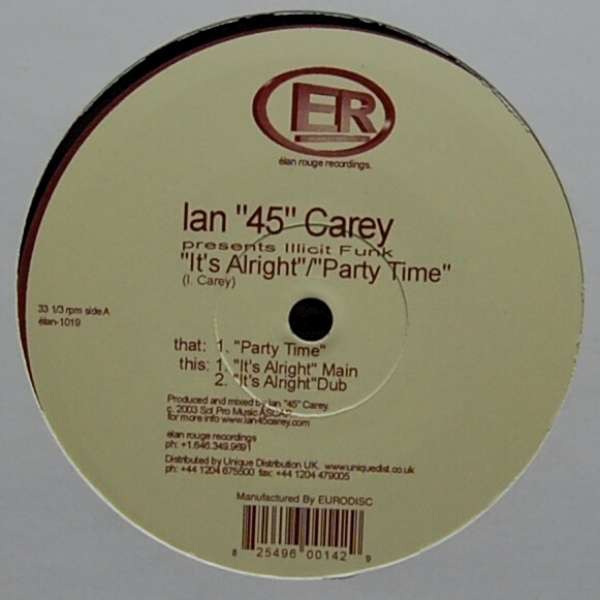 ER
élan rouge recordings.
Ian "45" Carey
presents Illicit Funk
"It's Alright"/"Party Time"
(I. Carey)
33 1/3 rpm side A
élan-1019
that: 1. "Party Time"
this: 1. "It's Alright" Main
2. "It's Alright"Dub
Produced and mixed by Ian "45" Carey.
c. 2003 Sol Pro Music ASCAP
for more info www.ian45carey.com
élan rouge recordings
ph: +1.646.349.9691
Distributed by Unique Distribution UK, www.uniquedist.co.uk
ph: +44 1204 675500 fax: +44 1204 479005
Manufactured By EURODISC
8 25496 00142 9